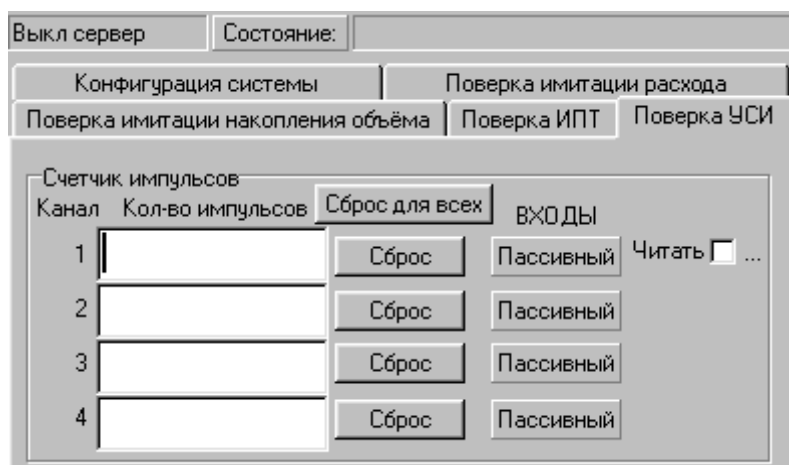 Выкл сервер Состояние:
Конфигурация системы Поверка имитации расхода
Поверка имитации накопления объёма Поверка ИПТ Поверка УСИ
Счетчик импульсов
Канал Кол-во импульсов Сброс для всех ВХОДЫ
1 Сброс Пассивный Читать ...
2 Сброс Пассивный
3 Сброс Пассивный
4 Сброс Пассивный